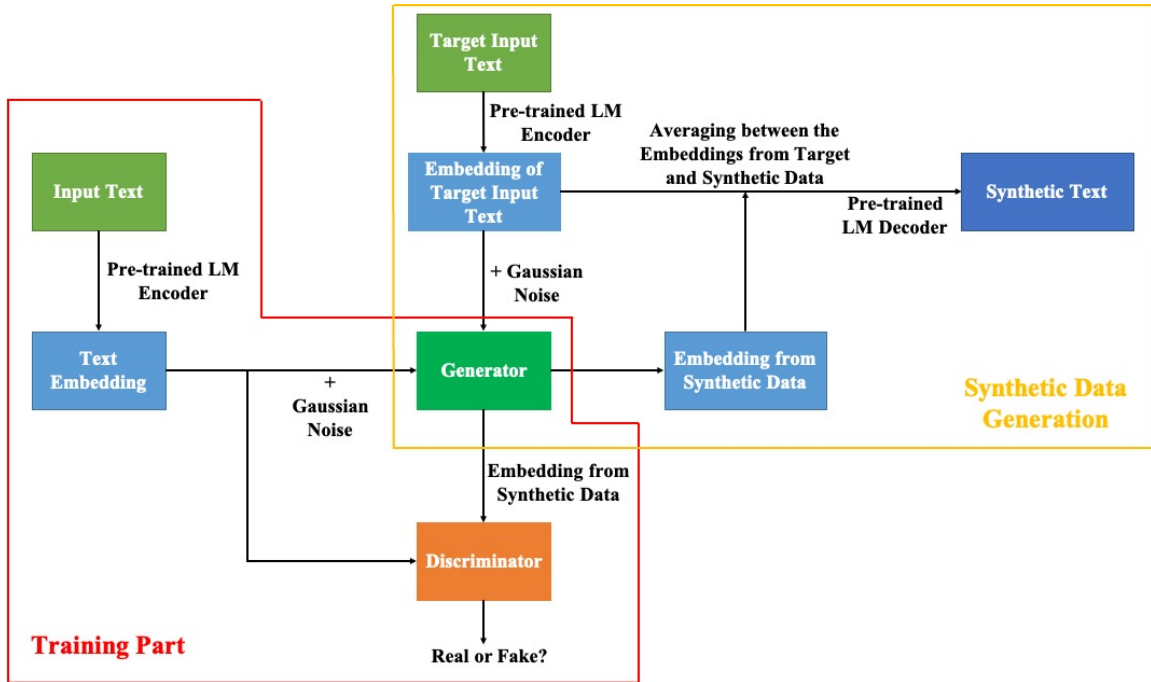 Target Input
Text
Pre-trained LM
Encoder
Averaging between the
Embeddings from Target
and Synthetic Data
Input Text
Embedding of
Target Input
Text
Synthetic Text
Pre-trained
LM Decoder
Pre-trained LM
Encoder
+ Gaussian
Noise
Text
Embedding
Generator
Embedding from
Synthetic Data
+
Gaussian
Noise
Synthetic Data
Generation
Embedding from
Synthetic Data
Discriminator
Training Part
Real or Fake?